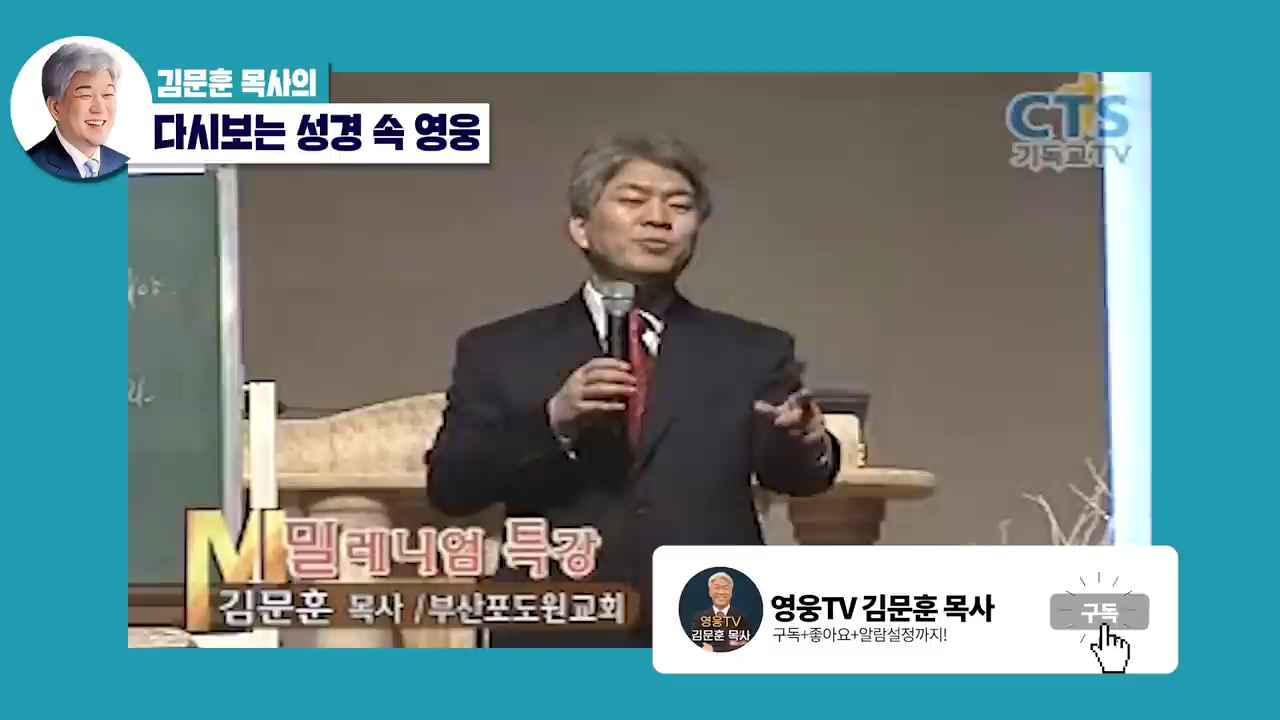 김문훈 목사의
다시보는 성경 속 영웅
CTS
기독교TV
M 밀레니엄 특강
김문훈 목사 / 부산포도원교회
영웅TV
김문훈 목사
영웅TV 김문훈 목사
구독+좋아요+알람설정까지!
구독